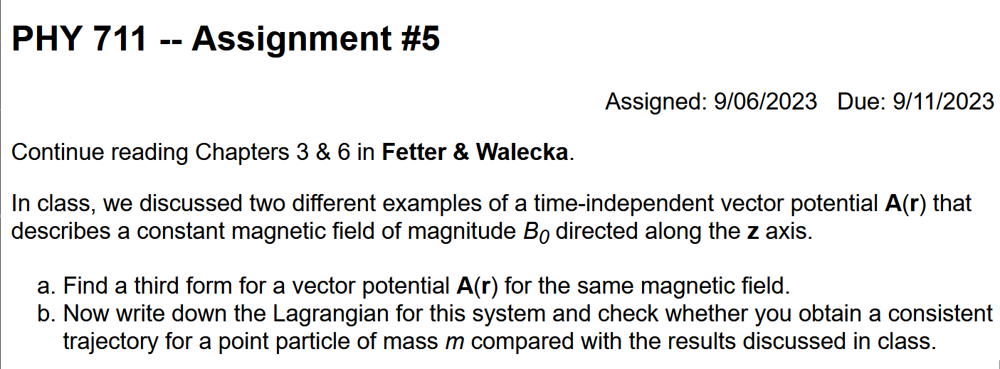 PHY 711 -- Assignment #5
Assigned: 9/06/2023 Due: 9/11/2023
Continue reading Chapters 3 & 6 in Fetter & Walecka.
In class, we discussed two different examples of a time-independent vector potential A(r) that
describes a constant magnetic field of magnitude B0 directed along the z axis.
a. Find a third form for a vector potential A(r) for the same magnetic field.
b. Now write down the Lagrangian for this system and check whether you obtain a consistent
trajectory for a point particle of mass m compared with the results discussed in class.